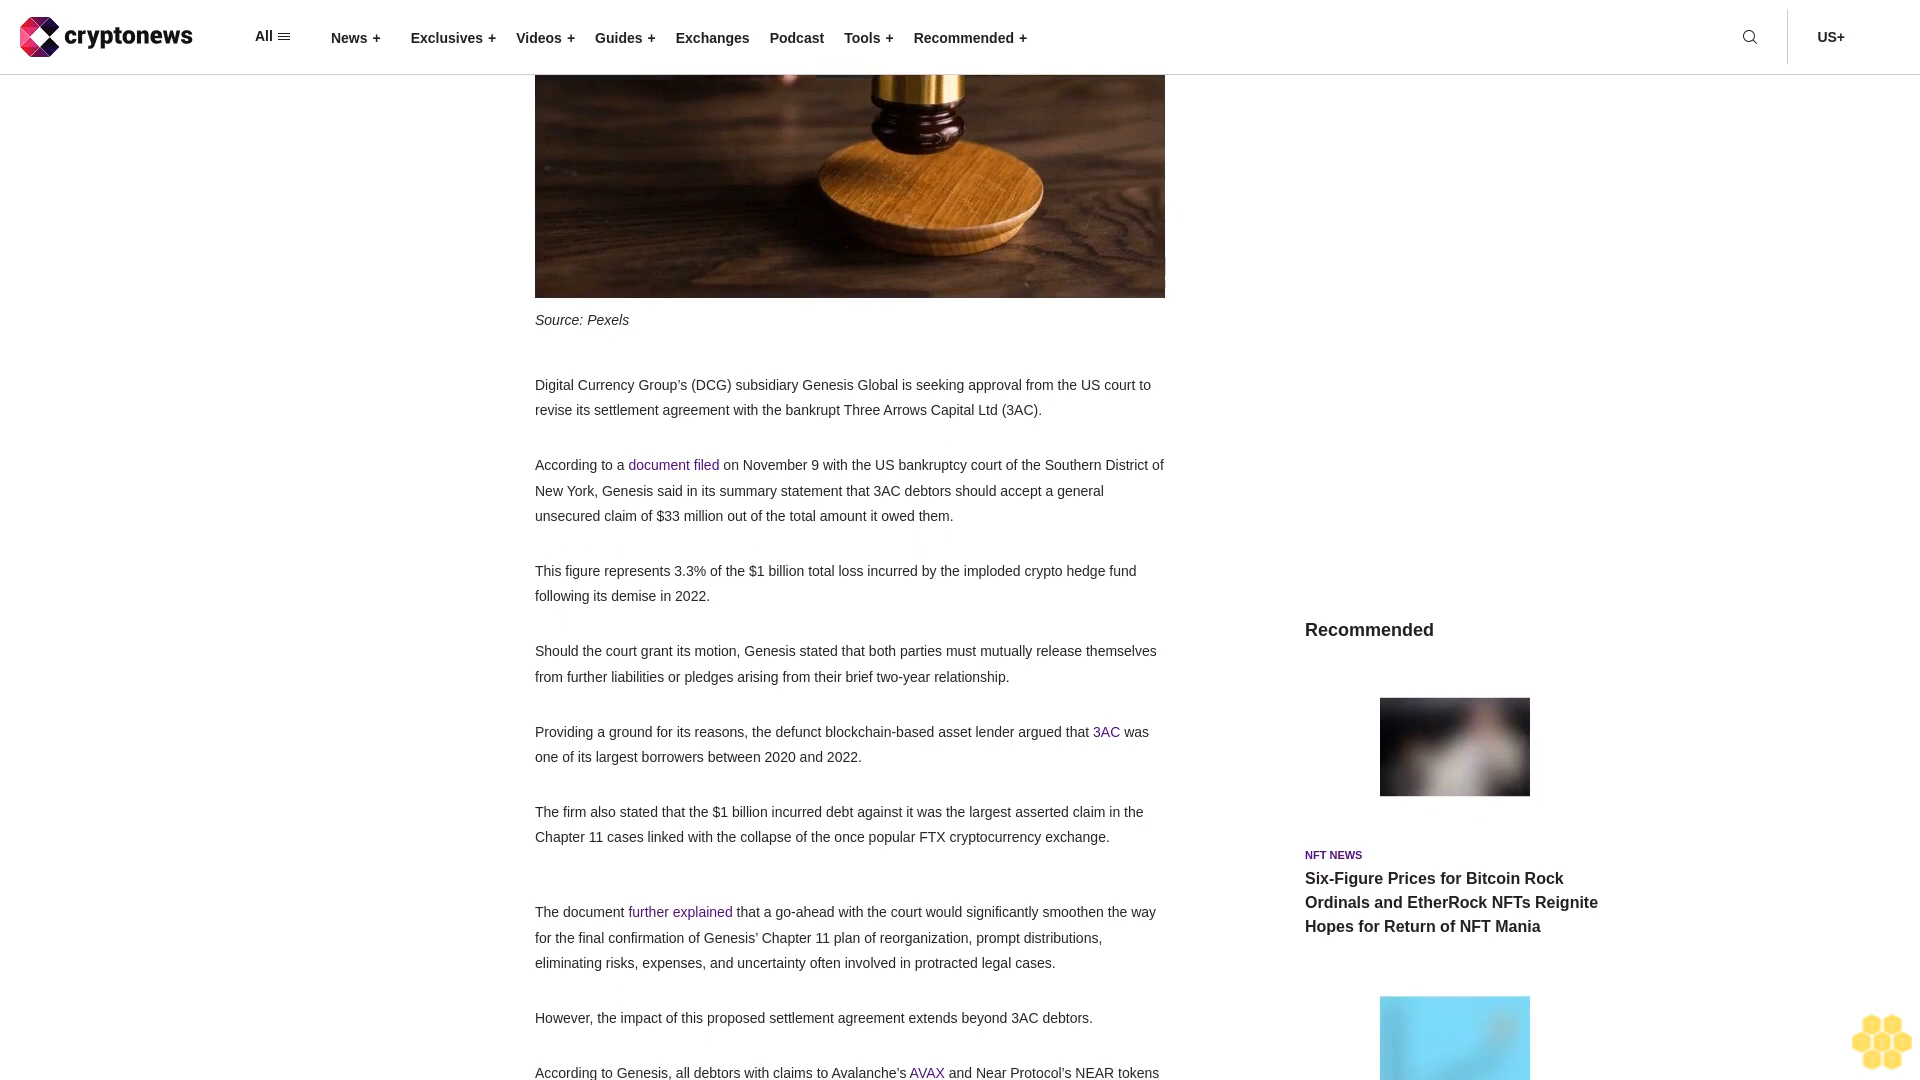 cryptonews
All
News +
Exclusives +
Videos +
Guides +
Exchanges
Podcast
Tools +
Recommended +
US+
Source: Pexels
Digital Currency Group’s (DCG) subsidiary Genesis Global is seeking approval from the US court to
revise its settlement agreement with the bankrupt Three Arrows Capital Ltd (3AC).
According to a document filed on November 9 with the US bankruptcy court of the Southern District of
New York, Genesis said in its summary statement that 3AC debtors should accept a general
unsecured claim of $33 million out of the total amount it owed them.
This figure represents 3.3% of the $1 billion total loss incurred by the imploded crypto hedge fund
following its demise in 2022.
Should the court grant its motion, Genesis stated that both parties must mutually release themselves
from further liabilities or pledges arising from their brief two-year relationship.
Providing a ground for its reasons, the defunct blockchain-based asset lender argued that 3AC was
one of its largest borrowers between 2020 and 2022.
The firm also stated that the $1 billion incurred debt against it was the largest asserted claim in the
Chapter 11 cases linked with the collapse of the once popular FTX cryptocurrency exchange.
The document further explained that a go-ahead with the court would significantly smoothen the way
for the final confirmation of Genesis’ Chapter 11 plan of reorganization, prompt distributions,
eliminating risks, expenses, and uncertainty often involved in protracted legal cases.
However, the impact of this proposed settlement agreement extends beyond 3AC debtors.
According to Genesis, all debtors with claims to Avalanche’s AVAX and Near Protocol’s NEAR tokens
Recommended
NFT NEWS
Six-Figure Prices for Bitcoin Rock
Ordinals and EtherRock NFTs Reignite
Hopes for Return of NFT Mania